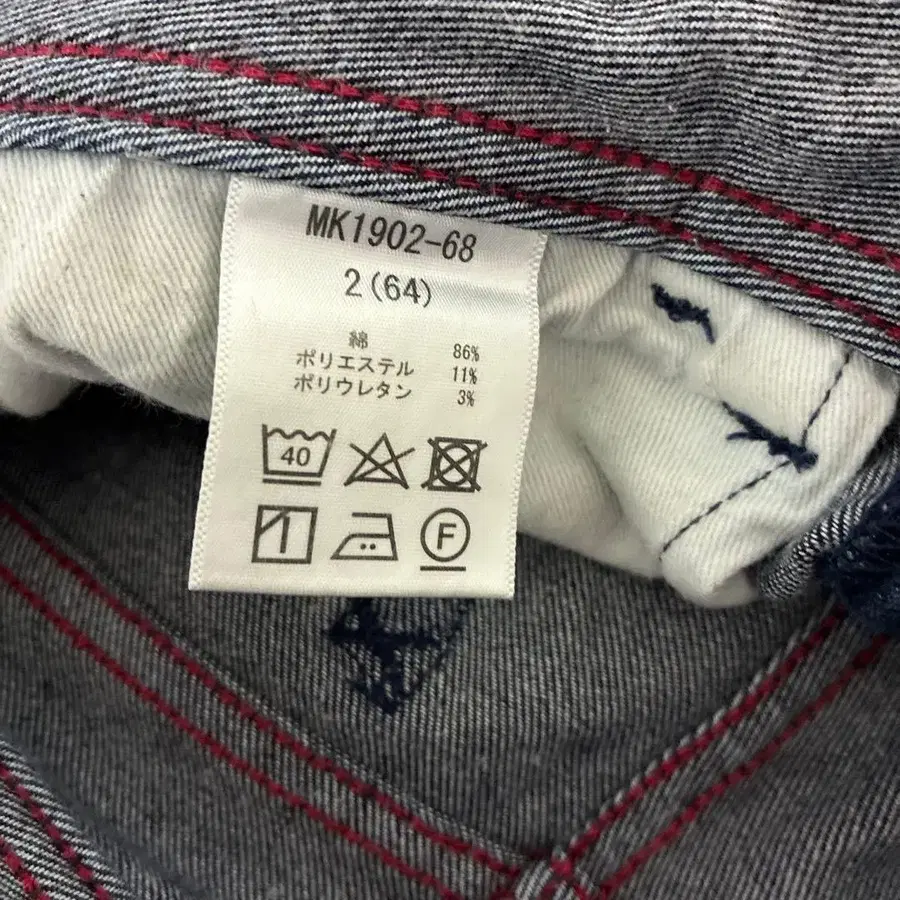 MK1902-68
2(64)
綿 86%
ポリエステル 11%
ポリウレタン 3%
40
F